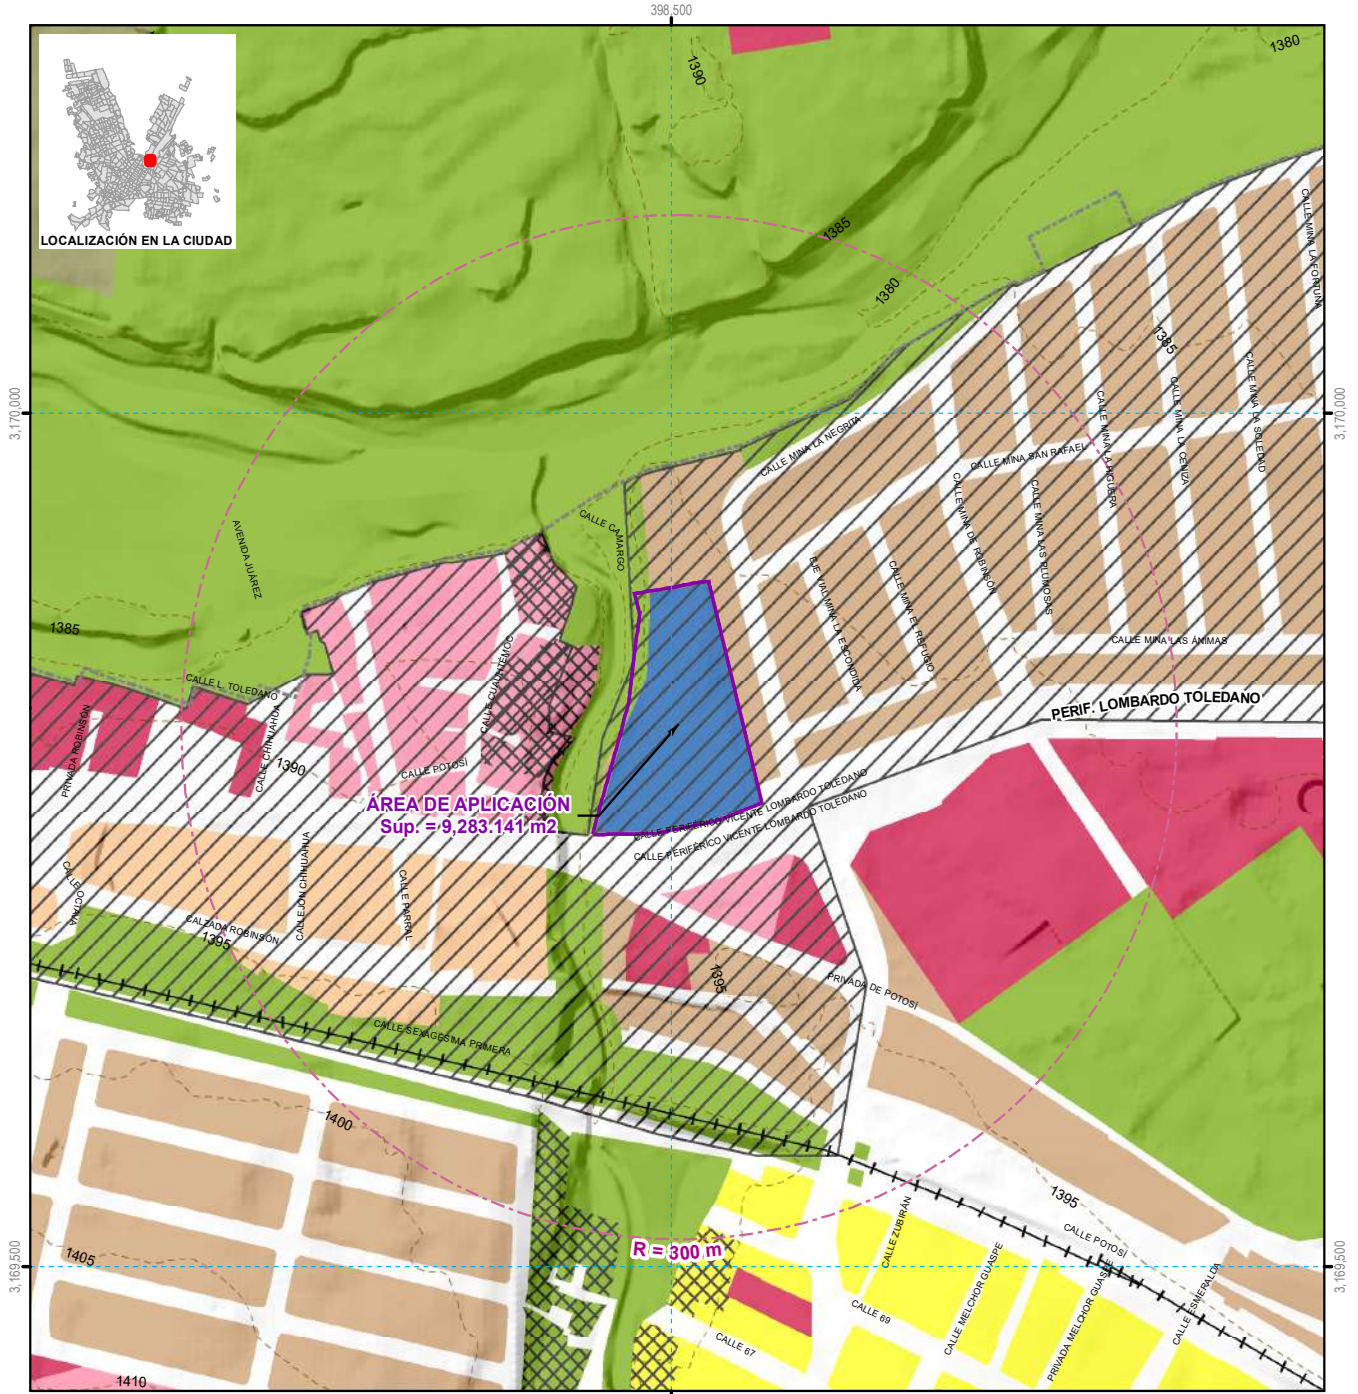 398,500
1380
1390
LOCALIZACIÓN EN LA CIUDAD
1385
1380
CALLE MINA LA FORTUNA
1385
3,170,000
3,170,000
CALLE MINA LA NEGRITA
CALLE MINA SAN RAFAEL
CALLE MINA LA HIGUERA
CALLE MINA LA CENIZA
CALLE MINA LA SOLEDAD
CALLE CAMARGO
AVENIDA JUÁREZ
CALLE MINA DE ROBINSÓN
CALLE MINA LAS PLUMOSAS
EJE VIAL MINA LA ESCONDIDA
CALLE MINA EL REFUGIO
1385
CALLE MINA LAS ÁNIMAS
CALLE L. TOLEDANO
CALLE CUAUHTÉMOC
PERIF. LOMBARDO TOLEDANO
PRIVADA ROBINSÓN
CALLE CHIHUAHUA
1390
CALLE POTOSÍ
ÁREA DE APLICACIÓN
Sup. = 9,283.141 m2
CALLE PERIFÉRICO VICENTE LOMBARDO TOLEDANO
CALLE PERIFÉRICO VICENTE LOMBARDO TOLEDANO
CALLE OCTAVA
CALLEJÓN CHIHUAHUA
CALLE PARRAL
CALZADA ROBINSÓN
1395
1395
PRIVADA DE POTOSÍ
CALLE SEXAGESIMA PRIMERA
1400
1395
CALLE ZUBIRÁN
CALLE POTOSÍ
R = 300 m
1405
3,169,500
3,169,500
CALLE MELCHOR GUASPE
PRIVADA MELCHOR GUASPE
CALLE ESMERALDA
CALLE 69
CALLE 67
1410